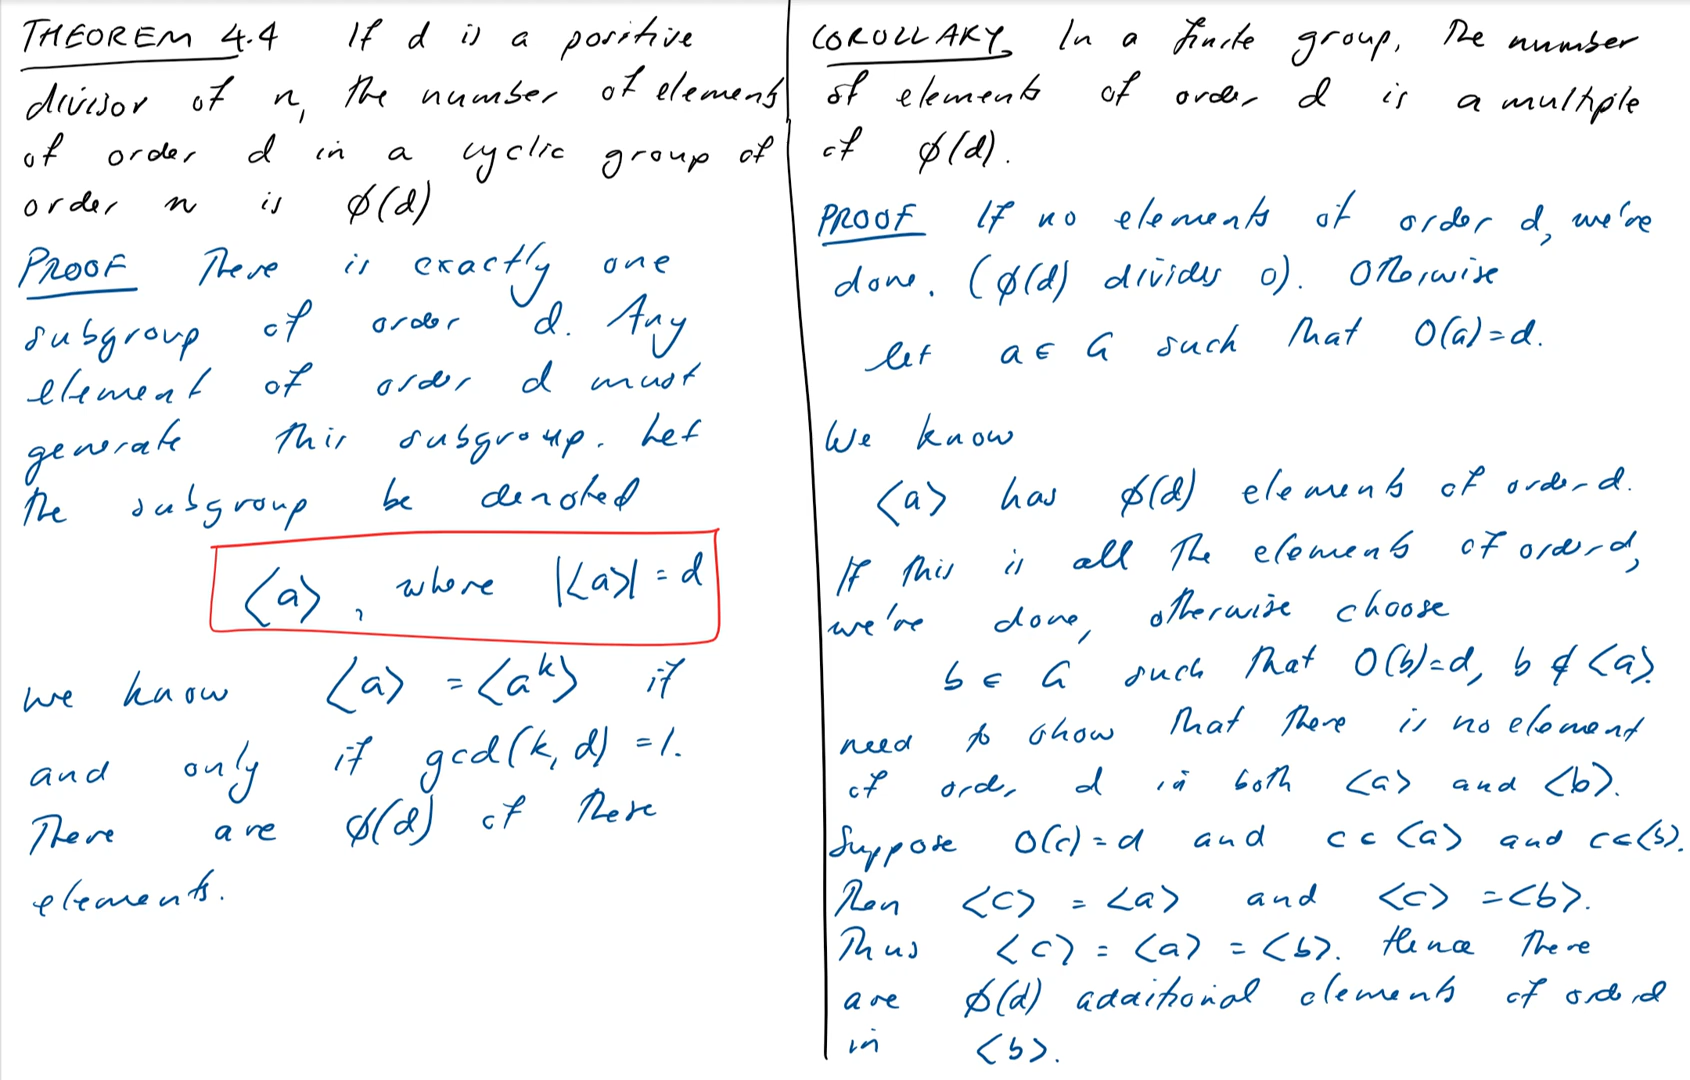 THEOREM 4.4 If d is a positive
divisor of n, the number of elements
of order d in a cyclic group of
order n is φ(d)
PROOF There is exactly one
subgroup of order d. Any
element of order d must
generate this subgroup. Let
the subgroup be denoted
⟨a⟩, where |⟨a⟩| = d
we know ⟨a⟩ = ⟨a^k⟩ if
and only if gcd(k, d) = 1.
There are φ(d) of these
elements.
COROLLARY In a finite group, the number
of elements of order d is a multiple
of φ(d).
PROOF If no elements of order d, we're
done. (φ(d) divides 0). Otherwise
let a ∈ G such that O(a)=d.
We know
⟨a⟩ has φ(d) elements of order d.
If this is all the elements of order d,
we're done, otherwise choose
b ∈ G such that O(b)=d, b ∉ ⟨a⟩.
need to show that there is no element
of order d in both ⟨a⟩ and ⟨b⟩.
Suppose O(c)=d and c ∈ ⟨a⟩ and c ∈ ⟨b⟩.
Then ⟨c⟩ = ⟨a⟩ and ⟨c⟩ = ⟨b⟩.
Thus ⟨c⟩ = ⟨a⟩ = ⟨b⟩. Hence there
are φ(d) additional elements of order d
in ⟨b⟩.